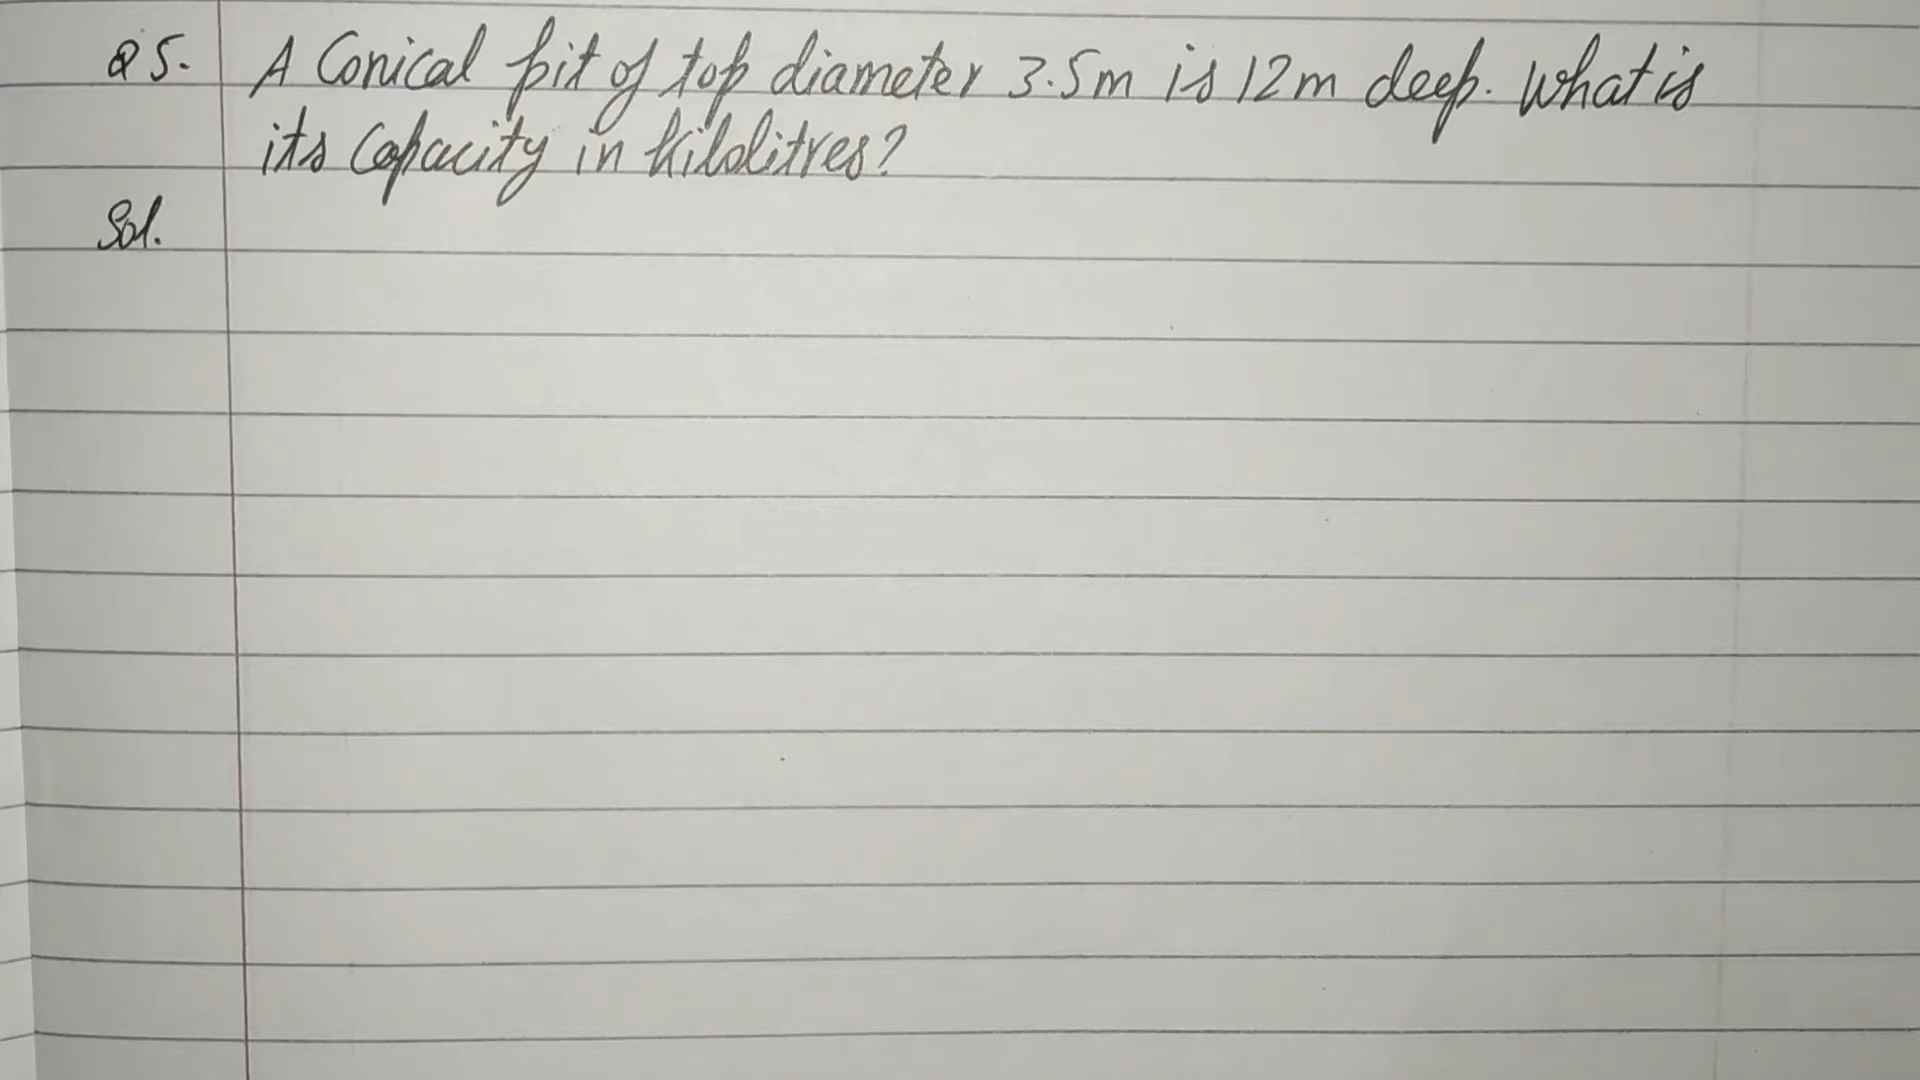 Q5. A Conical pit of top diameter 3.5m is 12m deep. What is
its Capacity in kilolitres?
Sol.